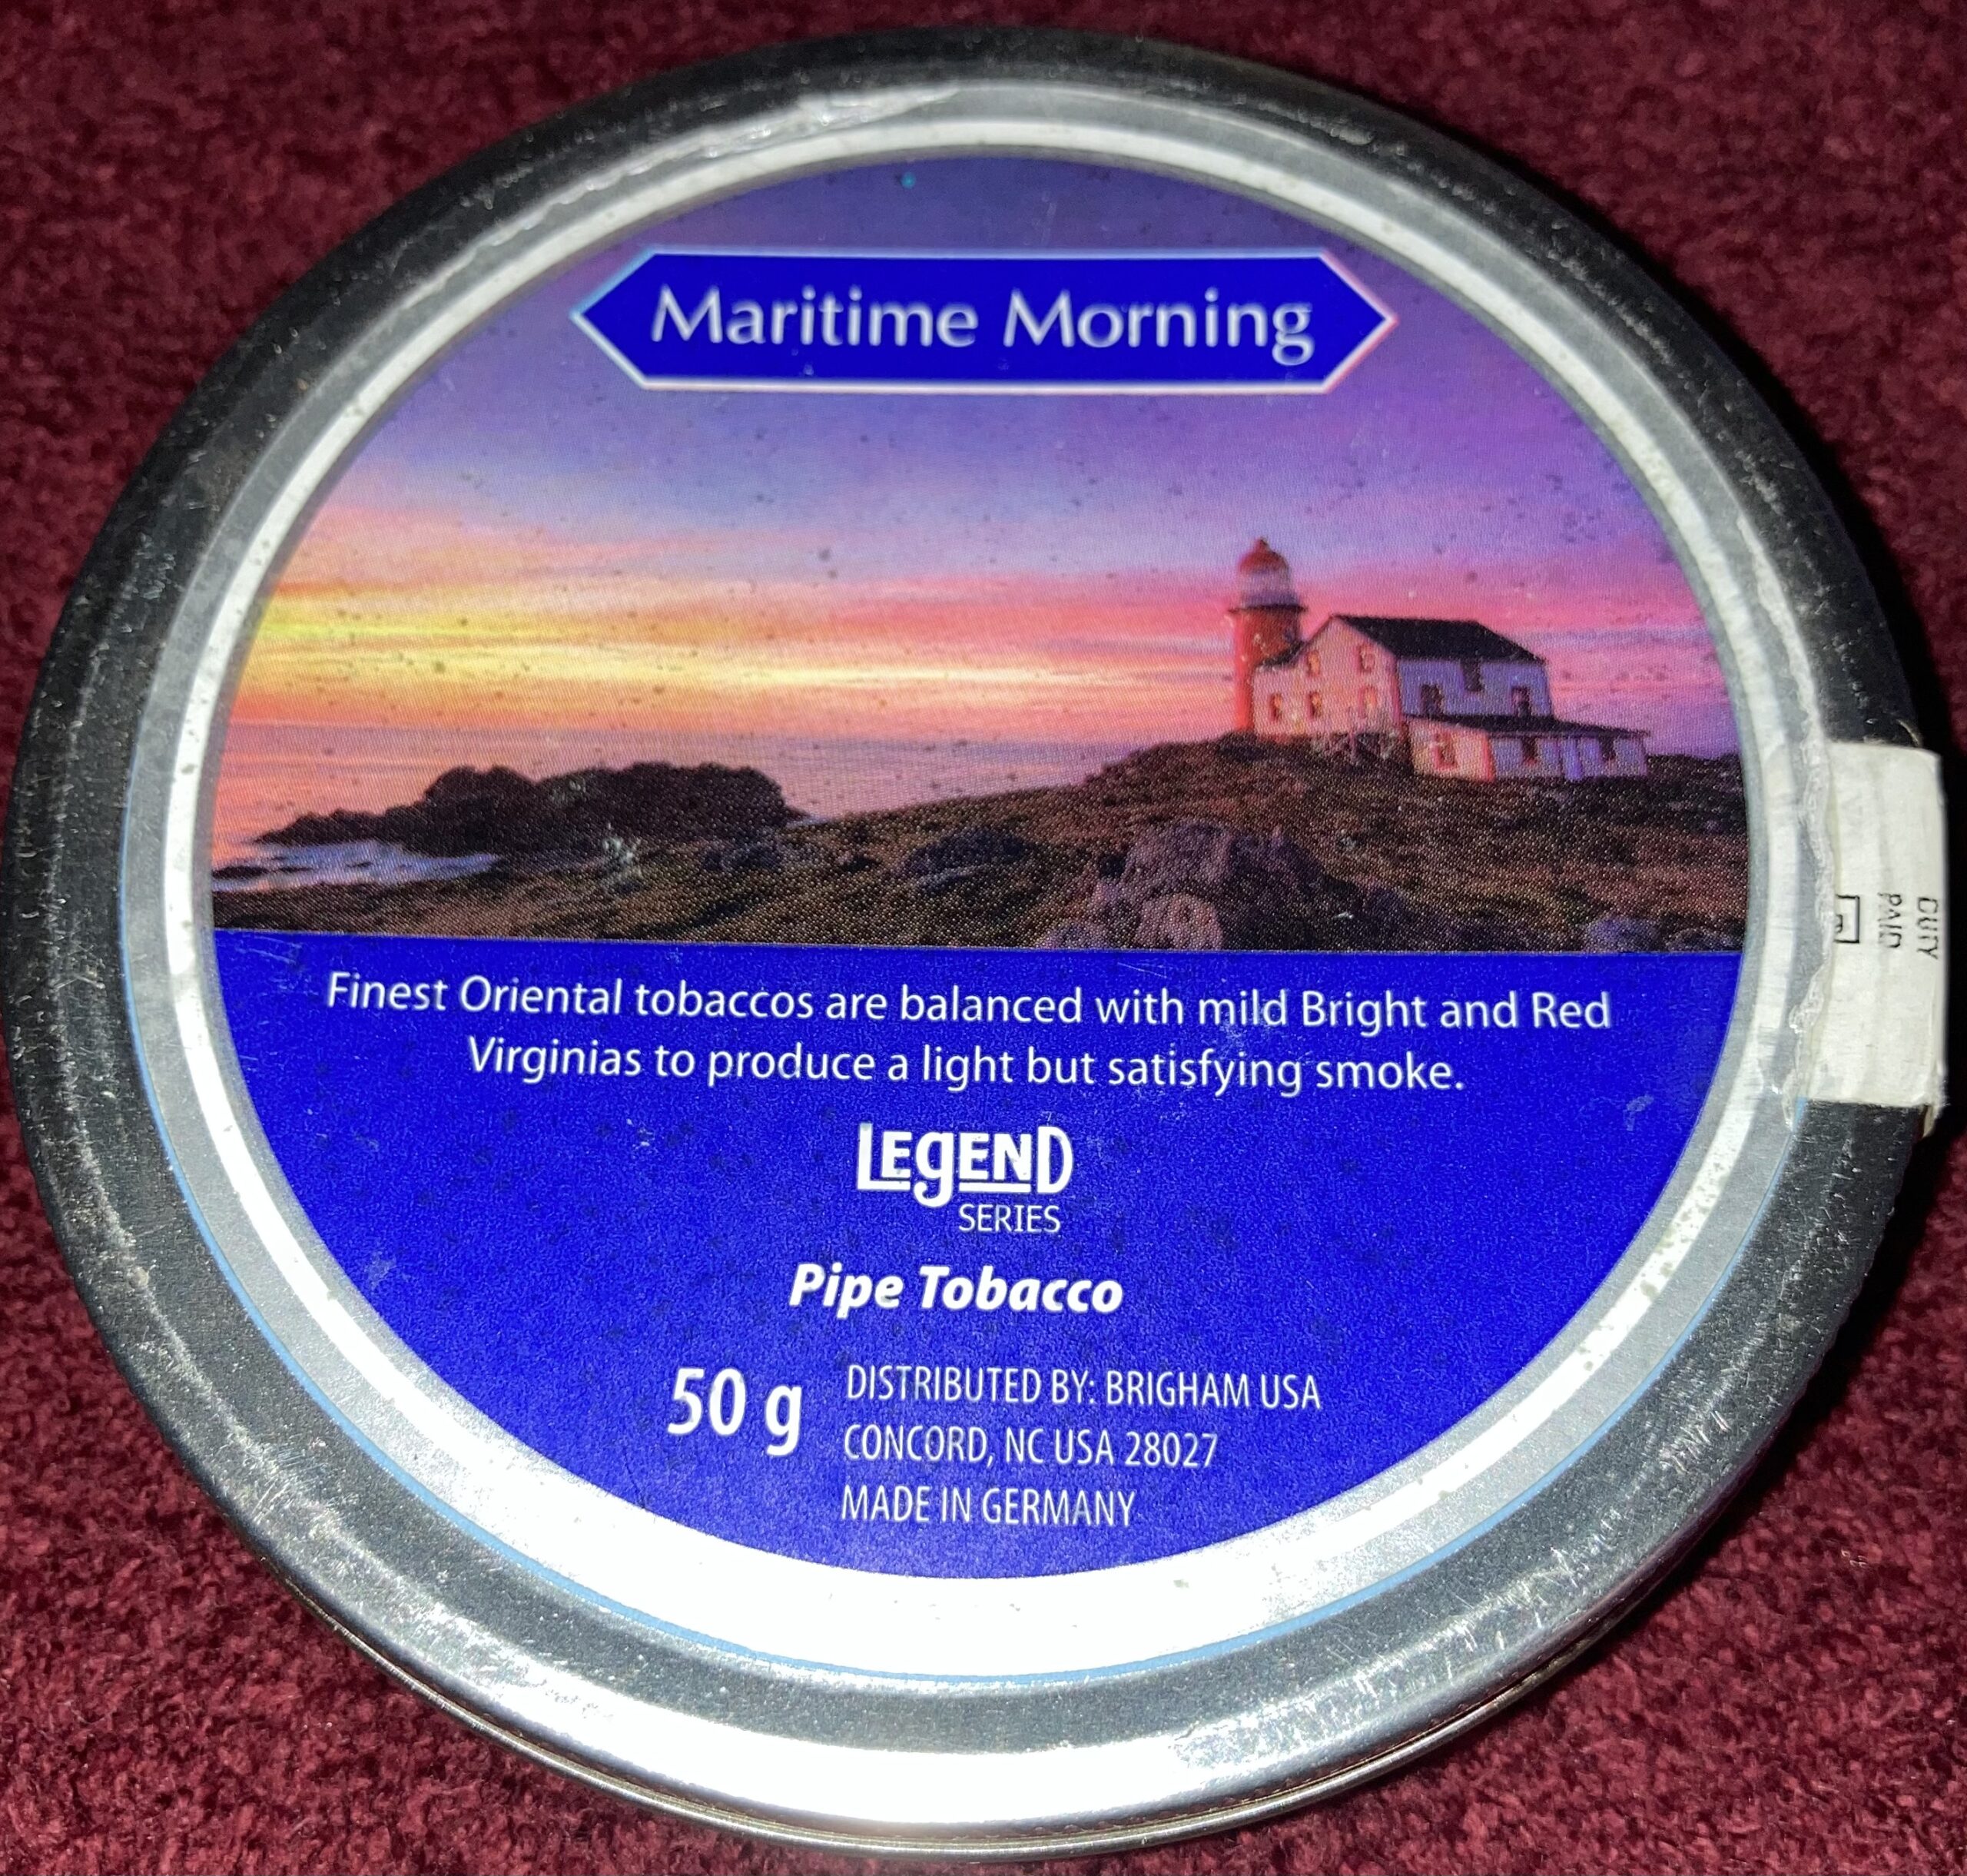 Maritime Morning
Finest Oriental tobaccos are balanced with mild Bright and Red
Virginias to produce a light but satisfying smoke.
LEgEND
SERIES
Pipe Tobacco
50 g
DISTRIBUTED BY: BRIGHAM USA
CONCORD, NC USA 28027
MADE IN GERMANY
DUTY
PAID